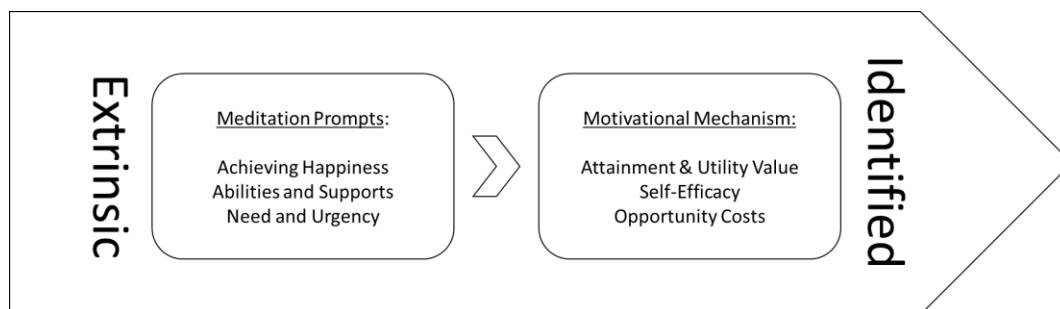 Extrinsic
Meditation Prompts:
Achieving Happiness
Abilities and Supports
Need and Urgency
Motivational Mechanism:
Attainment & Utility Value
Self-Efficacy
Opportunity Costs
Identified